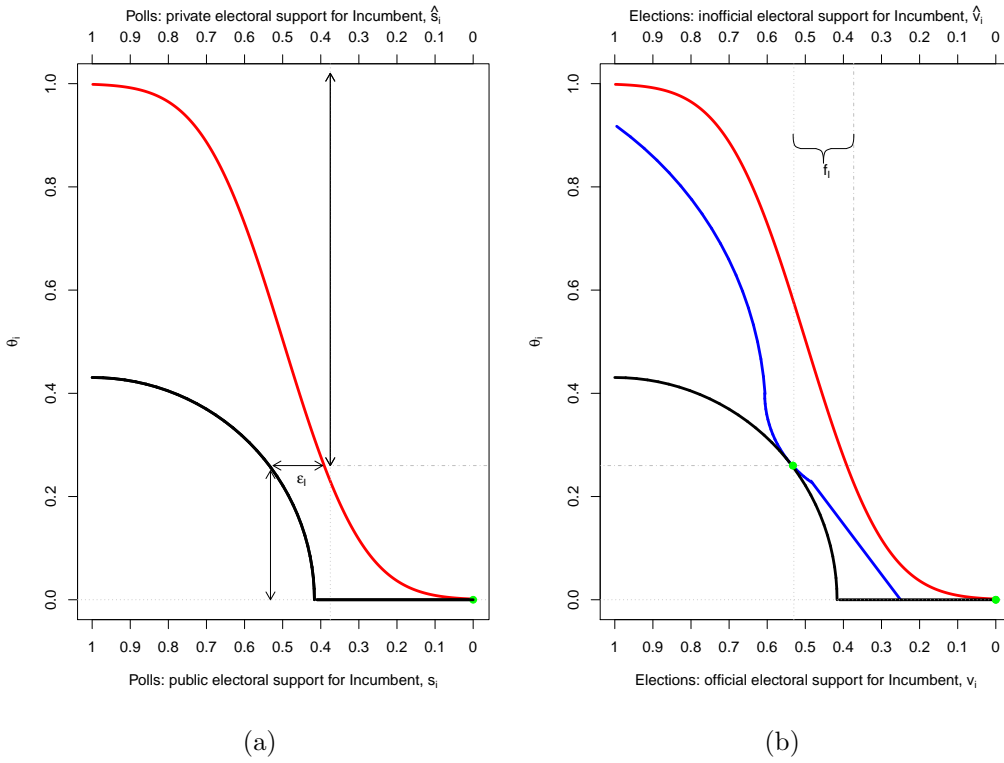 Polls: private electoral support for Incumbent, ŝi
1 0.9 0.8 0.7 0.6 0.5 0.4 0.3 0.2 0.1 0
θi
1.0
0.8
0.6
0.4
0.2
0.0
εI
1 0.9 0.8 0.7 0.6 0.5 0.4 0.3 0.2 0.1 0
Polls: public electoral support for Incumbent, si
(a)
Elections: inofficial electoral support for Incumbent, v̂i
1 0.9 0.8 0.7 0.6 0.5 0.4 0.3 0.2 0.1 0
θi
1.0
0.8
0.6
0.4
0.2
0.0
fI
1 0.9 0.8 0.7 0.6 0.5 0.4 0.3 0.2 0.1 0
Elections: official electoral support for Incumbent, vi
(b)